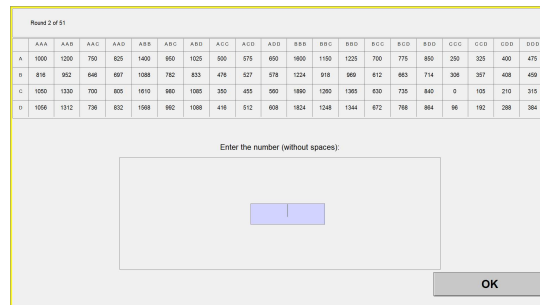 Round 2 of 51
AAA AAB AAC AAD ABB ABC ABD ACC ACD ADD BBB BBC BBD BCC BCD BDD CCC CCD CDD DDD
A 1000 1200 750 825 1400 950 1025 500 575 650 1600 1150 1225 700 775 850 250 325 400 475
B 816 952 646 697 1088 782 833 476 527 578 1224 918 969 612 663 714 306 357 408 459
C 1050 1330 700 805 1610 980 1085 350 455 560 1890 1260 1365 630 735 840 0 105 210 315
D 1056 1312 736 832 1568 992 1088 416 512 608 1824 1248 1344 672 768 864 96 192 288 384
Enter the number (without spaces):
OK